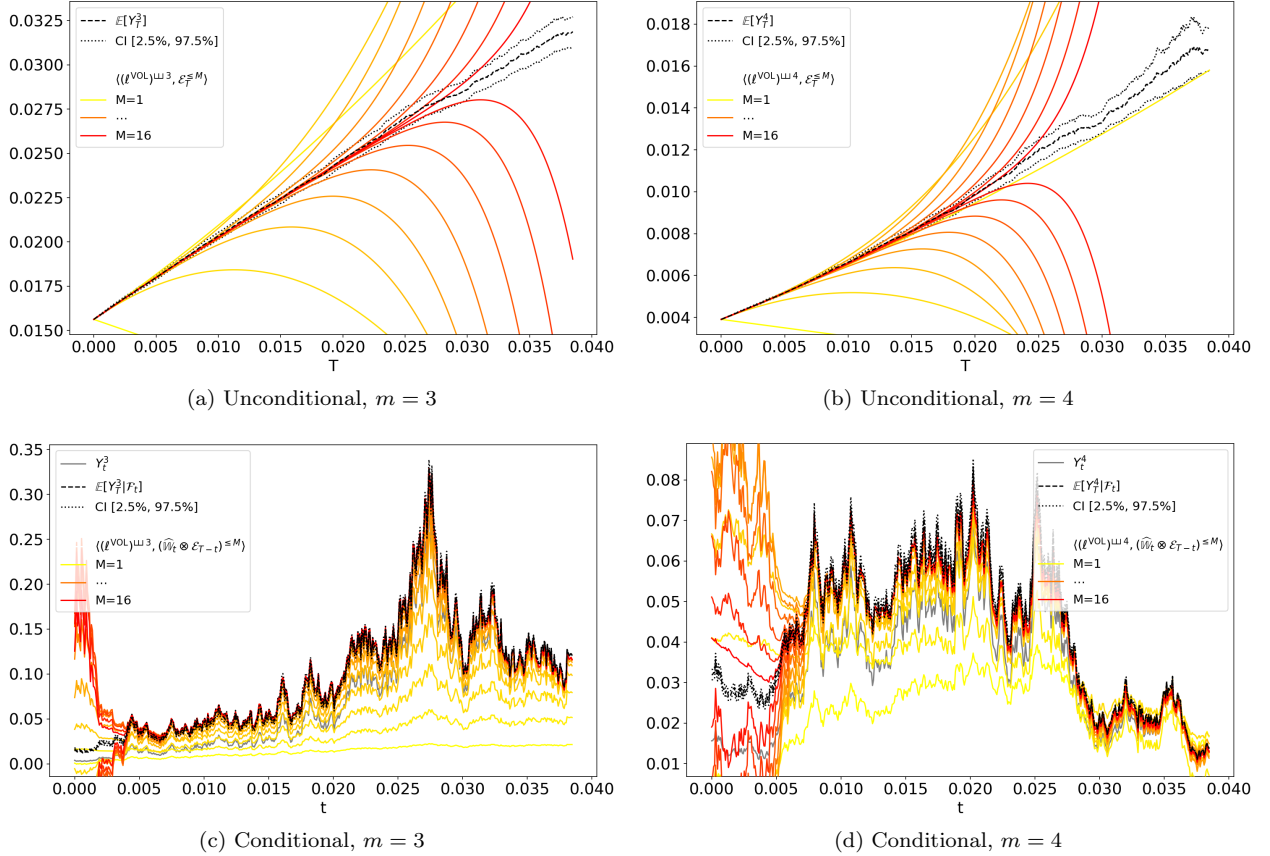 0.0325
0.0300
0.0275
0.0250
0.0225
0.0200
0.0175
0.0150
𝔼[Y_T^3]
CI [2.5%, 97.5%]
⟨(ℓ^VOL)^{⧢ 3}, ℰ_T^{≤M}⟩
M=1
...
M=16
0.000 0.005 0.010 0.015 0.020 0.025 0.030 0.035 0.040
T
(a) Unconditional, m = 3
0.018
0.016
0.014
0.012
0.010
0.008
0.006
0.004
𝔼[Y_T^4]
CI [2.5%, 97.5%]
⟨(ℓ^VOL)^{⧢ 4}, ℰ_T^{≤M}⟩
M=1
...
M=16
0.000 0.005 0.010 0.015 0.020 0.025 0.030 0.035 0.040
T
(b) Unconditional, m = 4
0.35
0.30
0.25
0.20
0.15
0.10
0.05
0.00
Y_t^3
𝔼[Y_T^3|ℱ_t]
CI [2.5%, 97.5%]
⟨(ℓ^VOL)^{⧢ 3}, (𝕎̂_t ⊗ ℰ_{T−t})^{≤M}⟩
M=1
...
M=16
0.000 0.005 0.010 0.015 0.020 0.025 0.030 0.035 0.040
t
(c) Conditional, m = 3
0.08
0.07
0.06
0.05
0.04
0.03
0.02
0.01
Y_t^4
𝔼[Y_T^4|ℱ_t]
CI [2.5%, 97.5%]
⟨(ℓ^VOL)^{⧢ 4}, (𝕎̂_t ⊗ ℰ_{T−t})^{≤M}⟩
M=1
...
M=16
0.000 0.005 0.010 0.015 0.020 0.025 0.030 0.035 0.040
t
(d) Conditional, m = 4